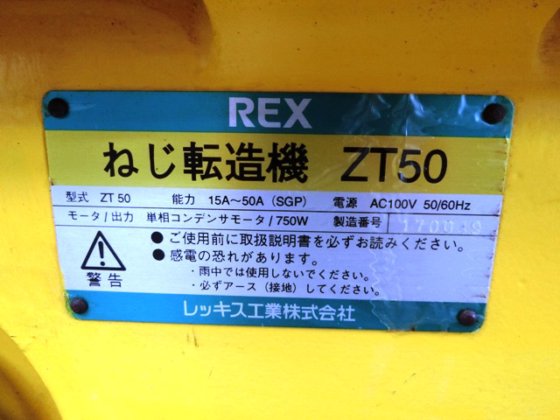 REX
ねじ転造機 ZT50
型式 ZT50 能力 15A～50A (SGP) 電源 AC100V 50/60Hz
モータ/出力 単相コンデンサモータ/750W 製造番号
警告
● ご使用前に取扱説明書を必ずお読みください。
● 感電の恐れがあります。
・雨中では使用しないでください。
・必ずアース（接地）してください。
レッキス工業株式会社